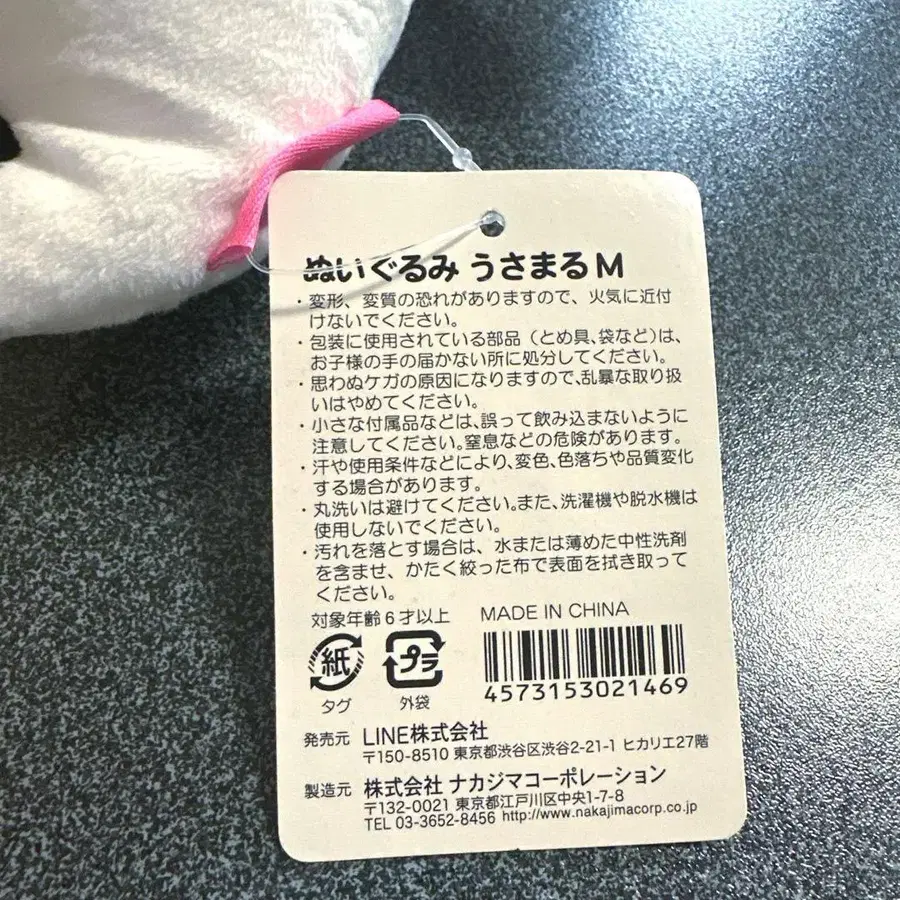 ぬいぐるみ うさまるM
・変形、変質の恐れがありますので、火気に近付
けないでください。
・包装に使用されている部品（とめ具、袋など）は、
お子様の手の届かない所に処分してください。
・思わぬケガの原因になりますので、乱暴な取り扱
いはやめてください。
・小さな付属品などは、誤って飲み込まないように
注意してください。窒息などの危険があります。
・汗や使用条件などにより、変色、色落ちや品質変化
する場合があります。
・丸洗いは避けてください。また、洗濯機や脱水機は
使用しないでください。
・汚れを落とす場合は、水または薄めた中性洗剤
を含ませ、かたく絞った布で表面を拭き取って
ください。
対象年齢6才以上 MADE IN CHINA
紙 プラ
タグ 外袋
4573153021469
発売元 LINE株式会社
〒150-8510 東京都渋谷区渋谷2-21-1 ヒカリエ27階
製造元 株式会社 ナカジマコーポレーション
〒132-0021 東京都江戸川区中央1-7-8
TEL 03-3652-8456 http://www.nakajimacorp.co.jp